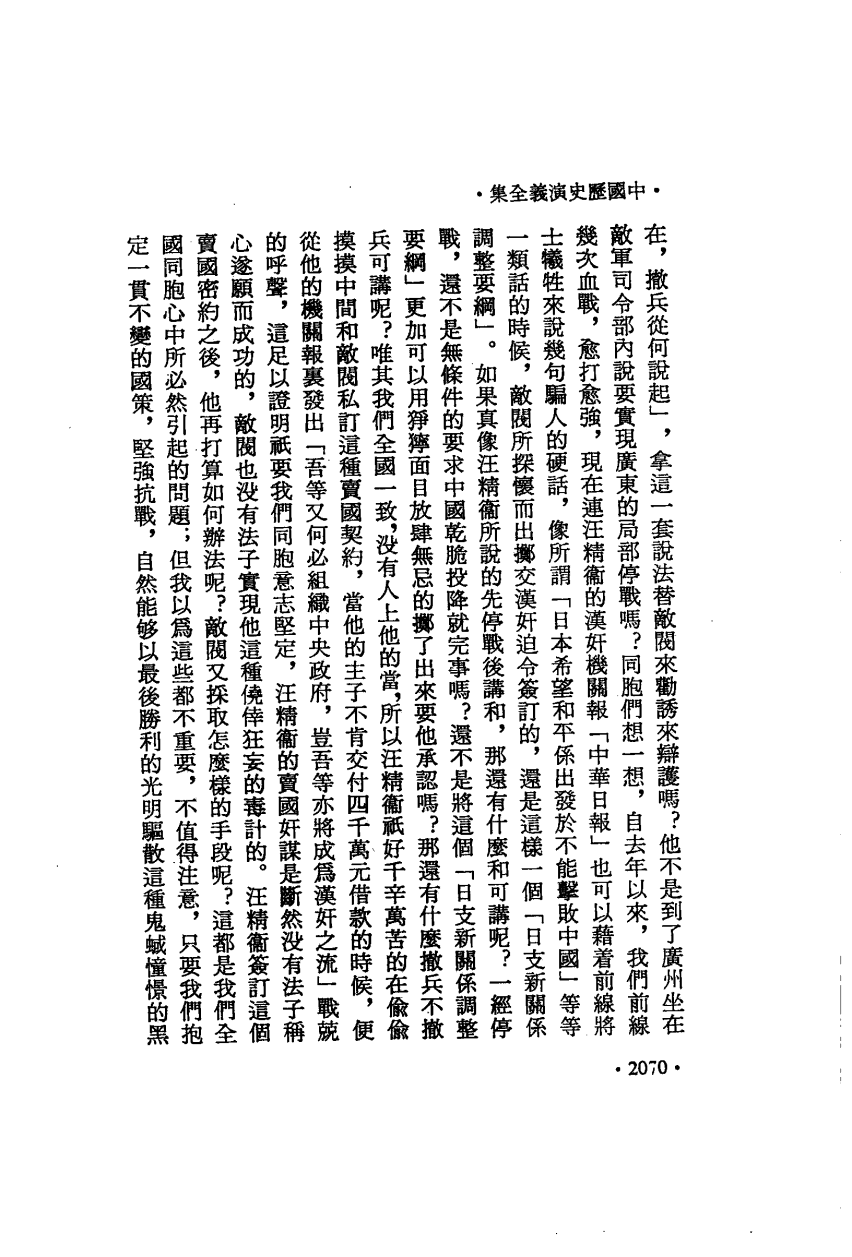 ·中國歷史演義全集·
在，撤兵從何說起」，拿這一套說法替敵閥來勸誘來辯護嗎？他不是到了廣州坐在
敵軍司令部內說要實現廣東的局部停戰嗎？同胞們想一想，自去年以來，我們前線
幾次血戰，愈打愈強，現在連汪精衞的漢奸機關報「中華日報」也可以藉着前線將
士犧牲來說幾句騙人的硬話，像所謂「日本希望和平係出發於不能擊敗中國」等等
一類話的時候，敵閥所探懷而出擲交漢奸迫令簽訂的，還是這樣一個「日支新關係
調整要綱」。如果真像汪精衞所說的先停戰後講和，那還有什麼和可講呢？一經停
戰，還不是無條件的要求中國乾脆投降就完事嗎？還不是將這個「日支新關係調整
要綱」更加可以用猙獰面目放肆無忌的擲了出來要他承認嗎？那還有什麼撤兵不撤
兵可講呢？唯其我們全國一致，沒有人上他的當，所以汪精衞祇好千辛萬苦的在偷偷
摸摸中間和敵閥私訂這種賣國契約，當他的主子不肯交付四千萬元借款的時候，便
從他的機關報裏發出「吾等又何必組織中央政府，豈吾等亦將成爲漢奸之流」戰兢
的呼聲，這足以證明祇要我們同胞意志堅定，汪精衞的賣國奸謀是斷然沒有法子稱
心遂願而成功的，敵閥也沒有法子實現他這種僥倖狂妄的毒計的。汪精衞簽訂這個
賣國密約之後，他再打算如何辦法呢？敵閥又採取怎麼樣的手段呢？這都是我們全
國同胞心中所必然引起的問題；但我以爲這些都不重要，不值得注意，只要我們抱
定一貫不變的國策，堅強抗戰，自然能够以最後勝利的光明驅散這種鬼蜮憧憬的黑
·2070·